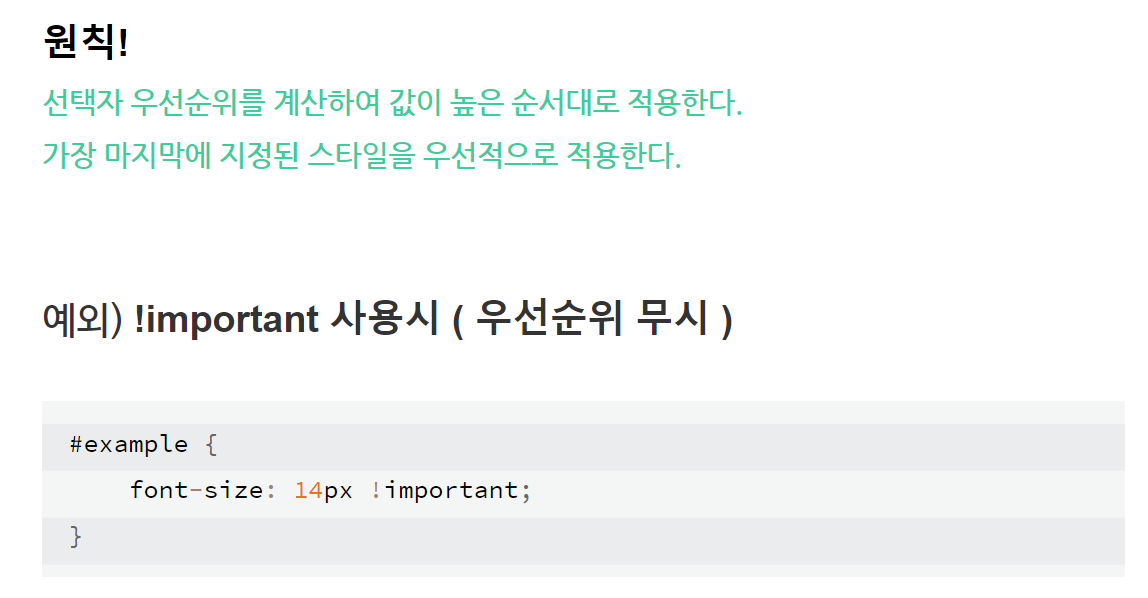 원칙!
선택자 우선순위를 계산하여 값이 높은 순서대로 적용한다.
가장 마지막에 지정된 스타일을 우선적으로 적용한다.
예외) !important 사용시 ( 우선순위 무시 )
#example {
    font-size: 14px !important;
}